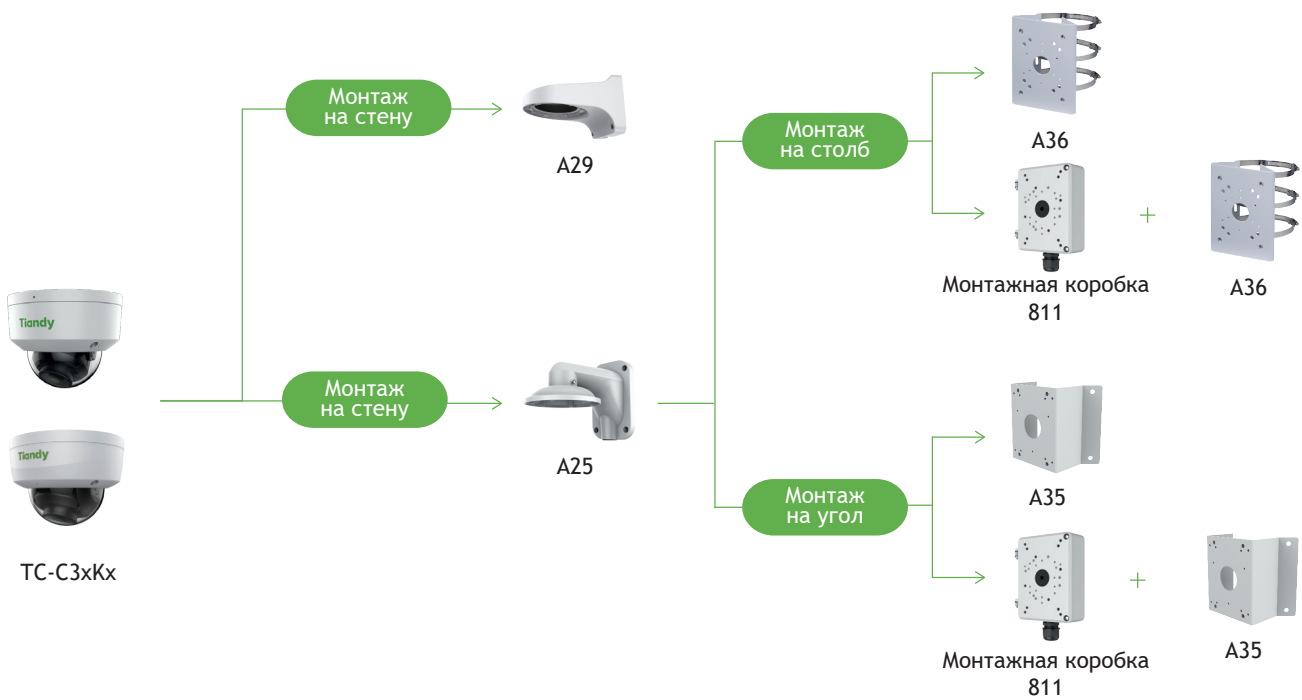 Монтаж
на стену
A29
Монтаж
на столб
A36
Монтажная коробка
811
+
A36
Tiandy
Tiandy
TC-C3xKx
Монтаж
на стену
A25
Монтаж
на угол
A35
Монтажная коробка
811
+
A35